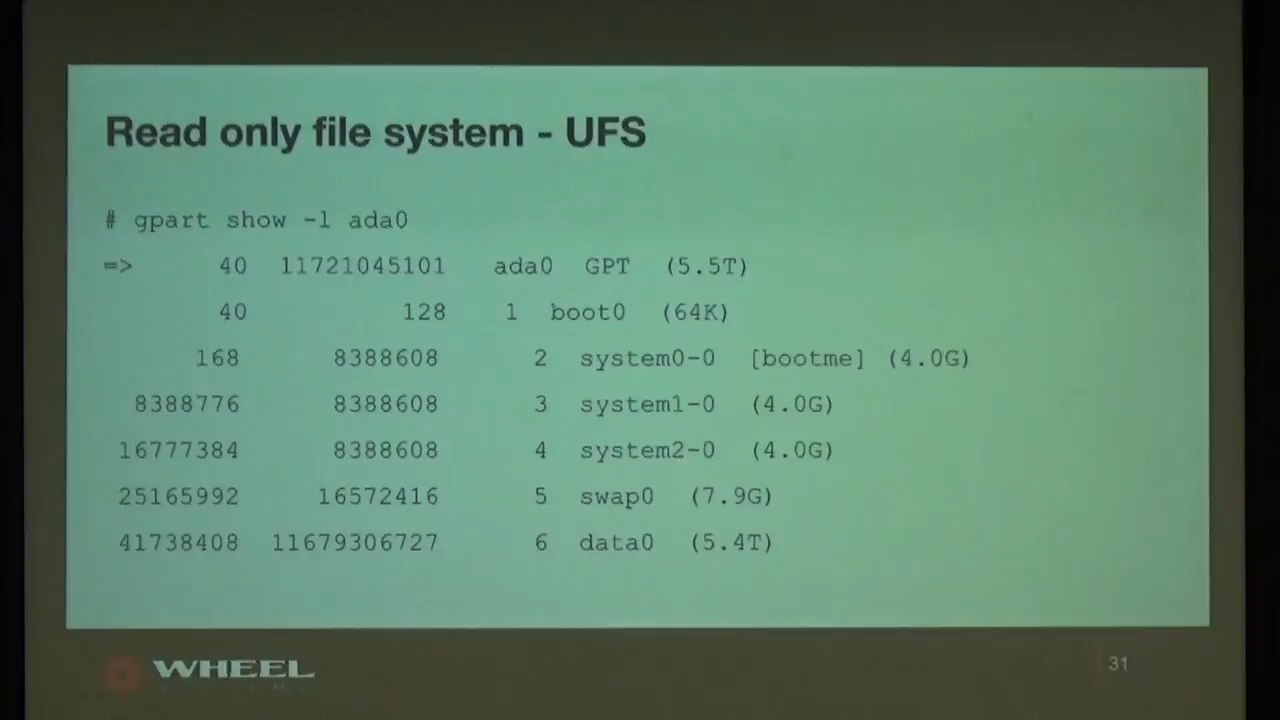 Read only file system - UFS
# gpart show -l ada0
=> 40 11721045101 ada0 GPT (5.5T)
40 128 1 boot0 (64K)
168 8388608 2 system0-0 [bootme] (4.0G)
8388776 8388608 3 system1-0 (4.0G)
16777384 8388608 4 system2-0 (4.0G)
25165992 16572416 5 swap0 (7.9G)
41738408 11679306727 6 data0 (5.4T)
WHEEL
31